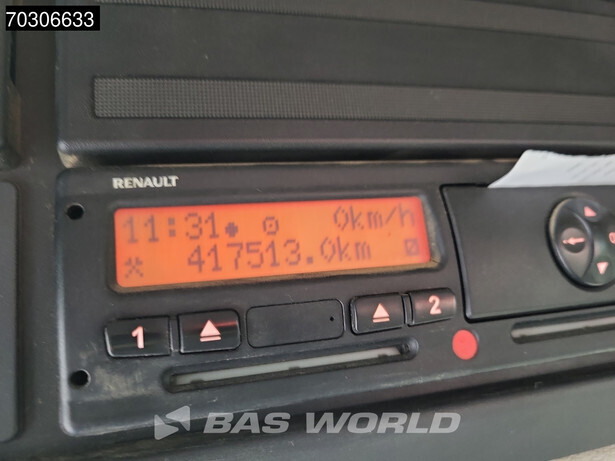 70306633
RENAULT
11:31 0km/h
417513.0km
1 2
BAS WORLD